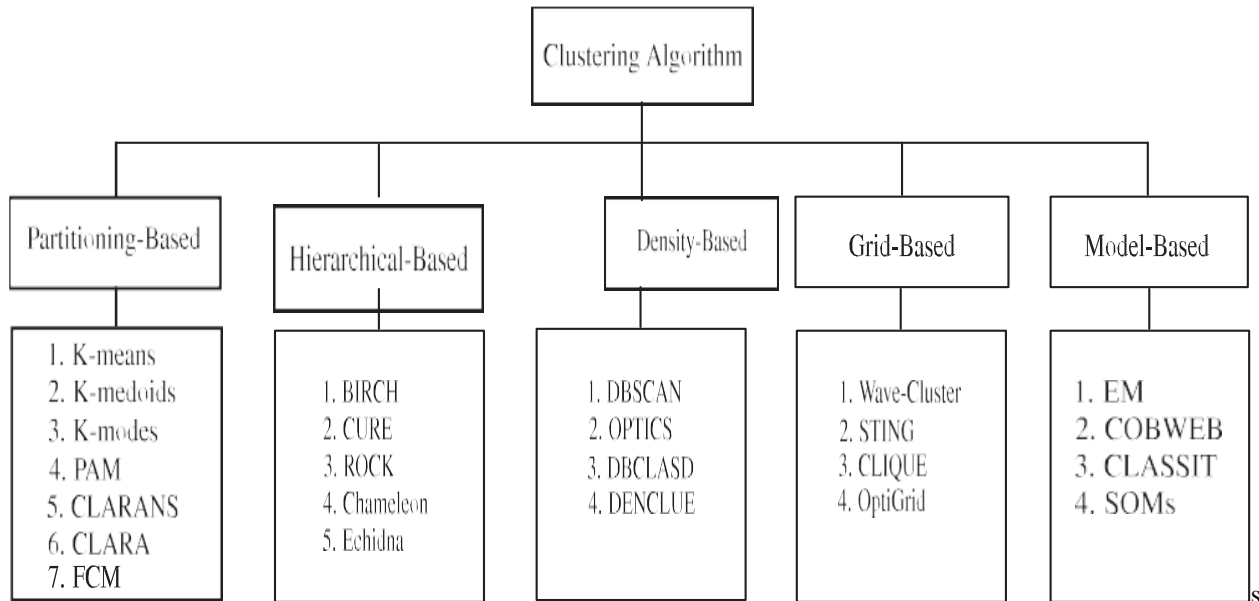 Clustering Algorithm
Partitioning-Based
Hierarchical-Based
Density-Based
Grid-Based
Model-Based
1. K-means
2. K-medoids
3. K-modes
4. PAM
5. CLARANS
6. CLARA
7. FCM
1. BIRCH
2. CURE
3. ROCK
4. Chameleon
5. Echidna
1. DBSCAN
2. OPTICS
3. DBCLASD
4. DENCLUE
1. Wave-Cluster
2. STING
3. CLIQUE
4. OptiGrid
1. EM
2. COBWEB
3. CLASSIT
4. SOMs
s